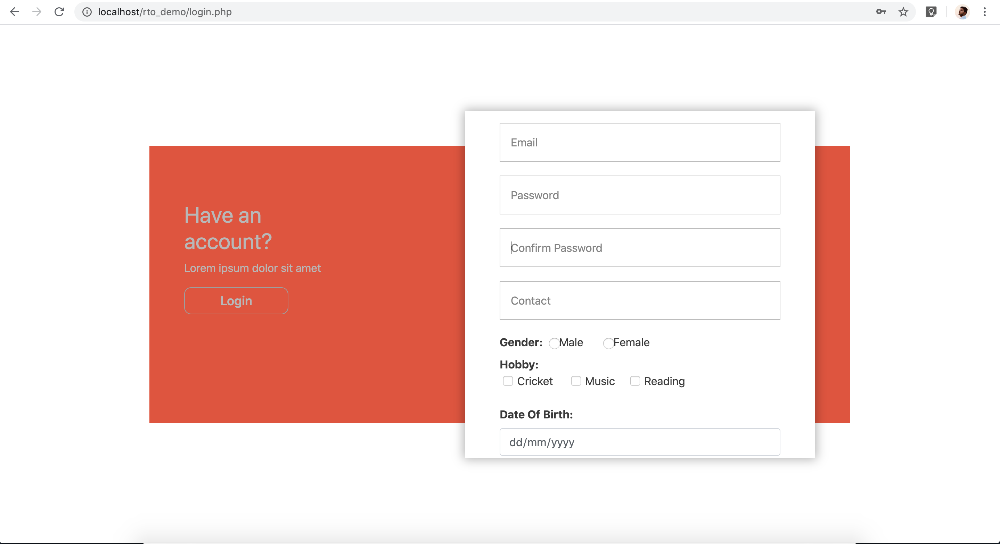 localhost/rto_demo/login.php
Have an
account?
Lorem ipsum dolor sit amet
Login
Email
Password
Confirm Password
Contact
Gender: Male Female
Hobby:
Cricket Music Reading
Date Of Birth:
dd/mm/yyyy